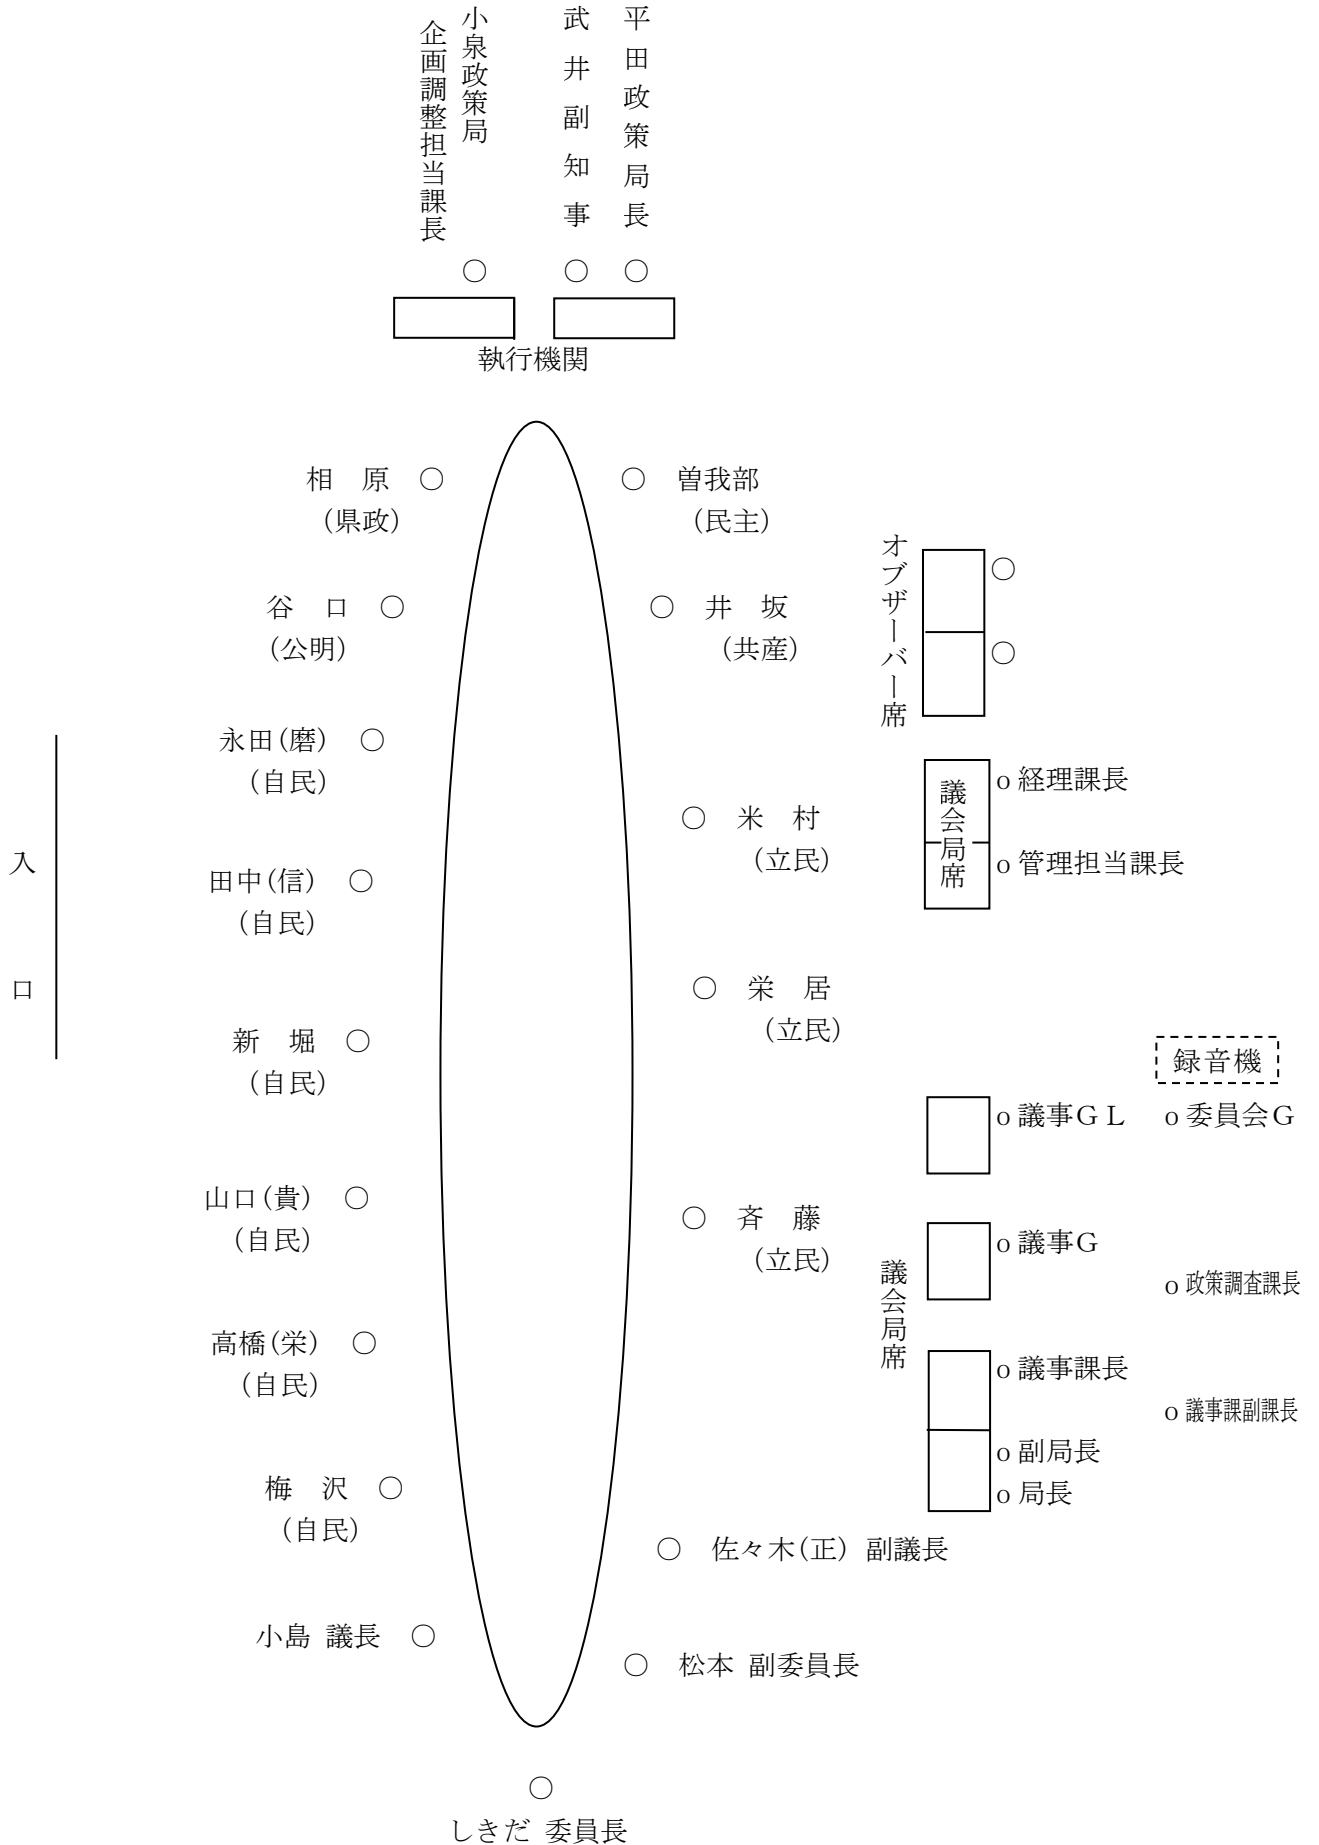 小泉政策局
企画調整担当課長
武井副知事
平田政策局長
執行機関
相　原
（県政）
曽我部
（民主）
谷　口
（公明）
井　坂
（共産）
オブザーバー席
永田（磨）
（自民）
米　村
（立民）
議会局席
o 経理課長
o 管理担当課長
入　口
田中（信）
（自民）
栄　居
（立民）
新　堀
（自民）
録音機
o 議事ＧＬ
o 委員会Ｇ
山口（貴）
（自民）
斉　藤
（立民）
議会局席
o 議事Ｇ
o 政策調査課長
高橋（栄）
（自民）
o 議事課長
o 議事課副課長
o 副局長
o 局長
梅　沢
（自民）
佐々木（正） 副議長
小島 議長
松本 副委員長
しきだ 委員長